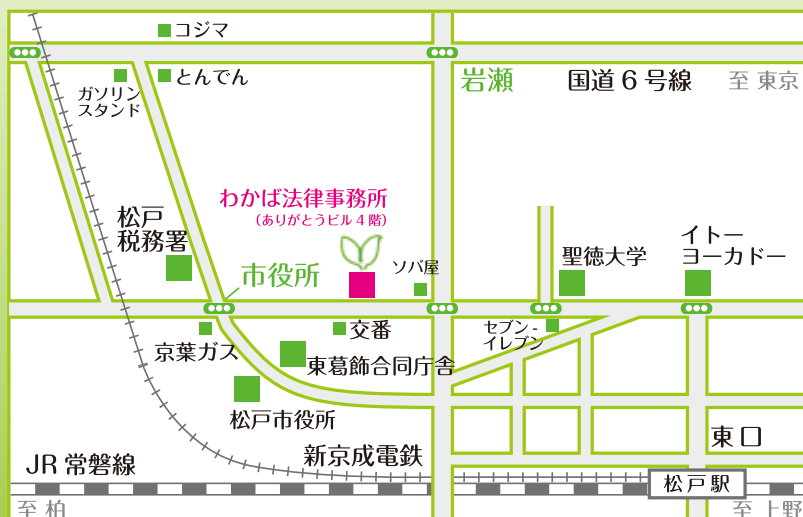 コジマ
とんでん
ガソリン
スタンド
岩瀬
国道6号線
至 東京
わかば法律事務所
(ありがとうビル4階)
松戸
税務署
市役所
ソバ屋
聖徳大学
イトー
ヨーカドー
京葉ガス
交番
セブン-
イレブン
東葛飾合同庁舎
松戸市役所
東口
JR常磐線
新京成電鉄
松戸駅
至 柏
至 上野